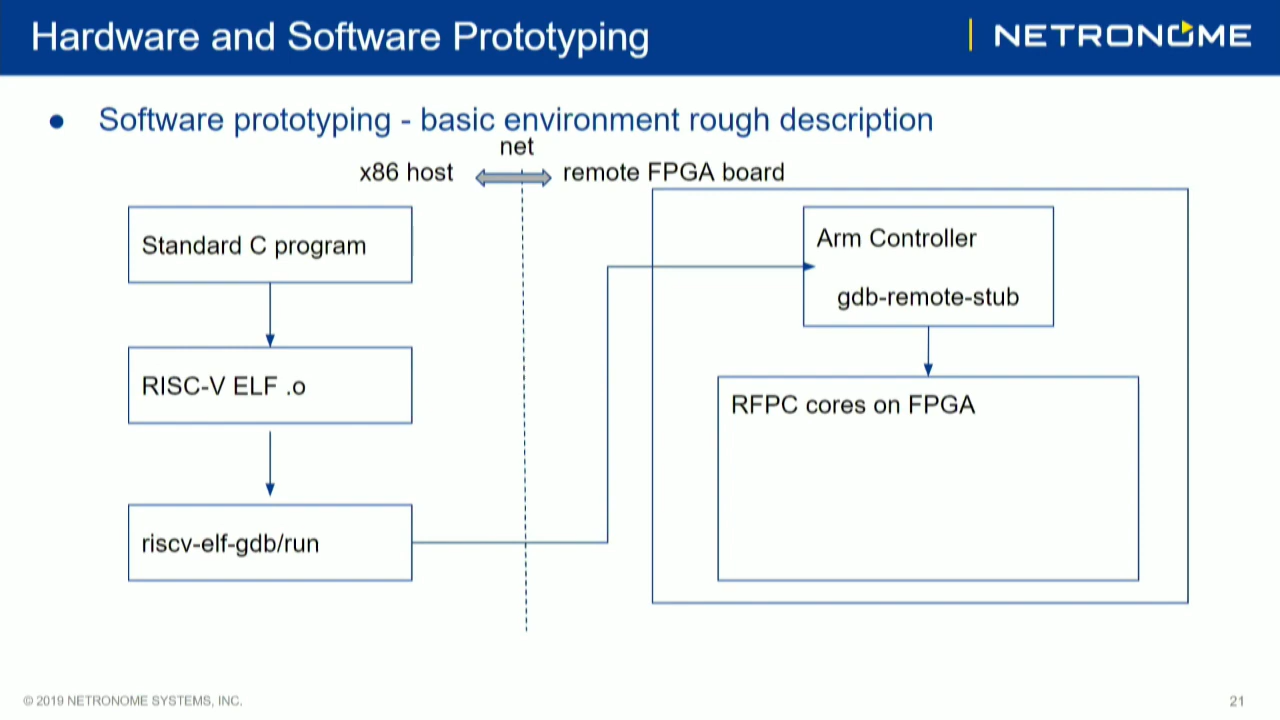 Hardware and Software Prototyping
NETRONOME
● Software prototyping - basic environment rough description
net
x86 host
remote FPGA board
Standard C program
RISC-V ELF .o
riscv-elf-gdb/run
Arm Controller
gdb-remote-stub
RFPC cores on FPGA
© 2019 NETRONOME SYSTEMS, INC.
21